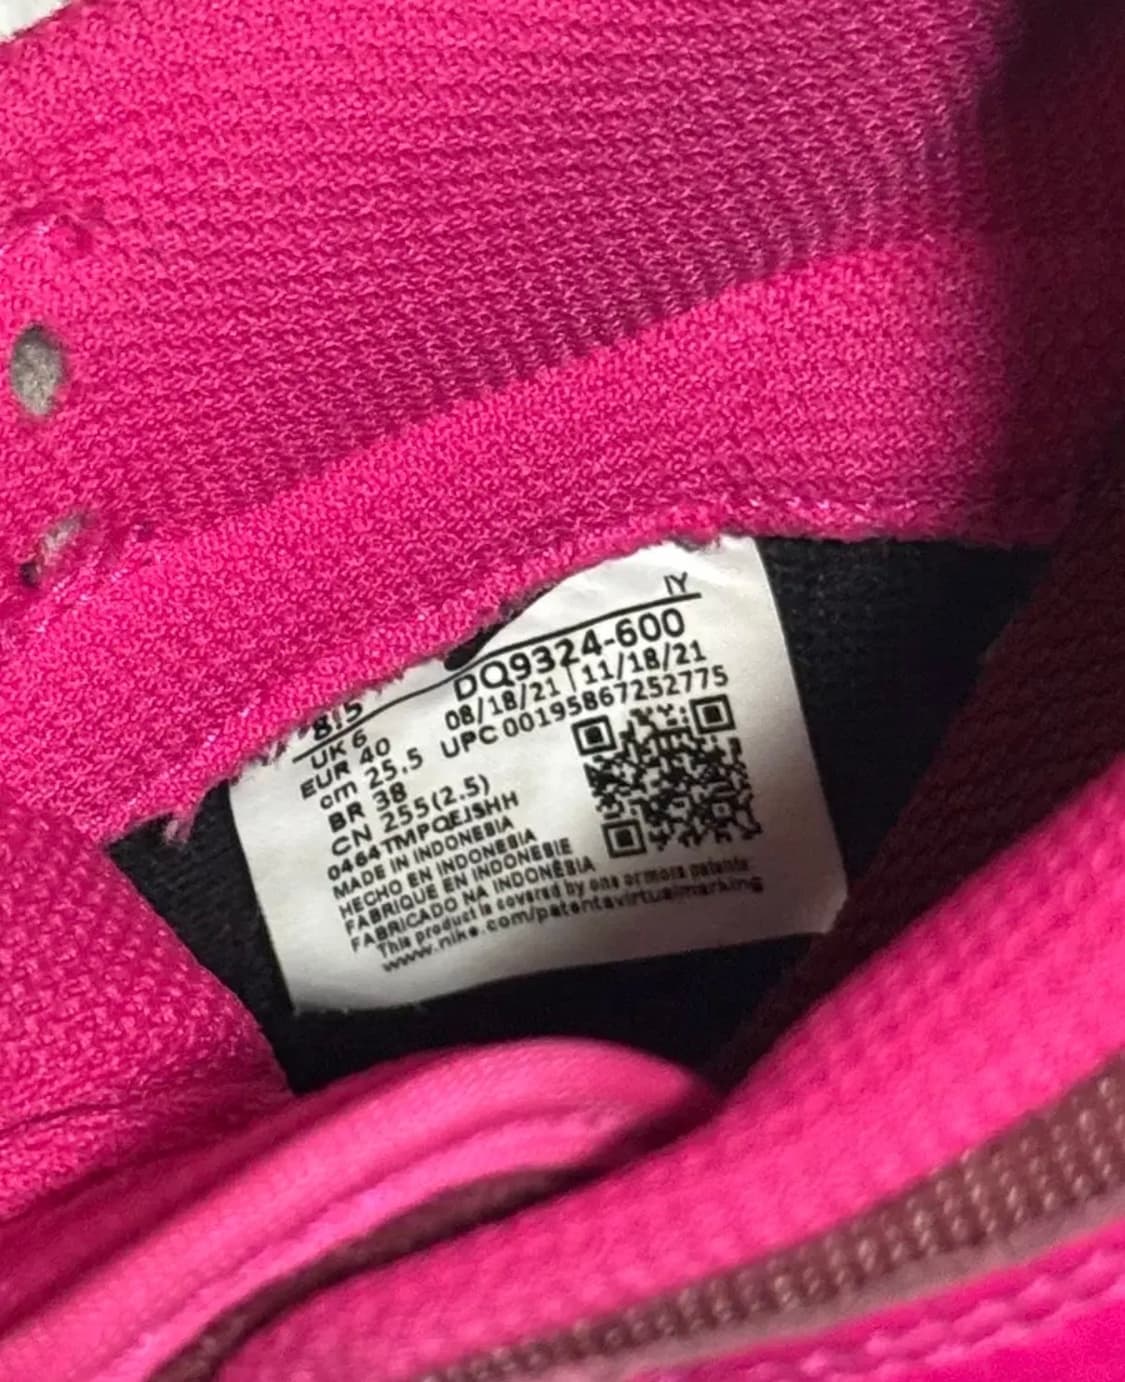 IY
8.5 DQ9324-600
UK 6 08/18/21 11/18/21
EUR 40 UPC 00195867252775
cm 25.5
BR 38
CN 255(2.5)
0464TMPQEJSHH
MADE IN INDONESIA
HECHO EN INDONESIA
FABRIQUE EN INDONESIE
FABRICADO NA INDONÉSIA
This product is covered by one or more patents
www.nike.com/patentsvirtualmarking